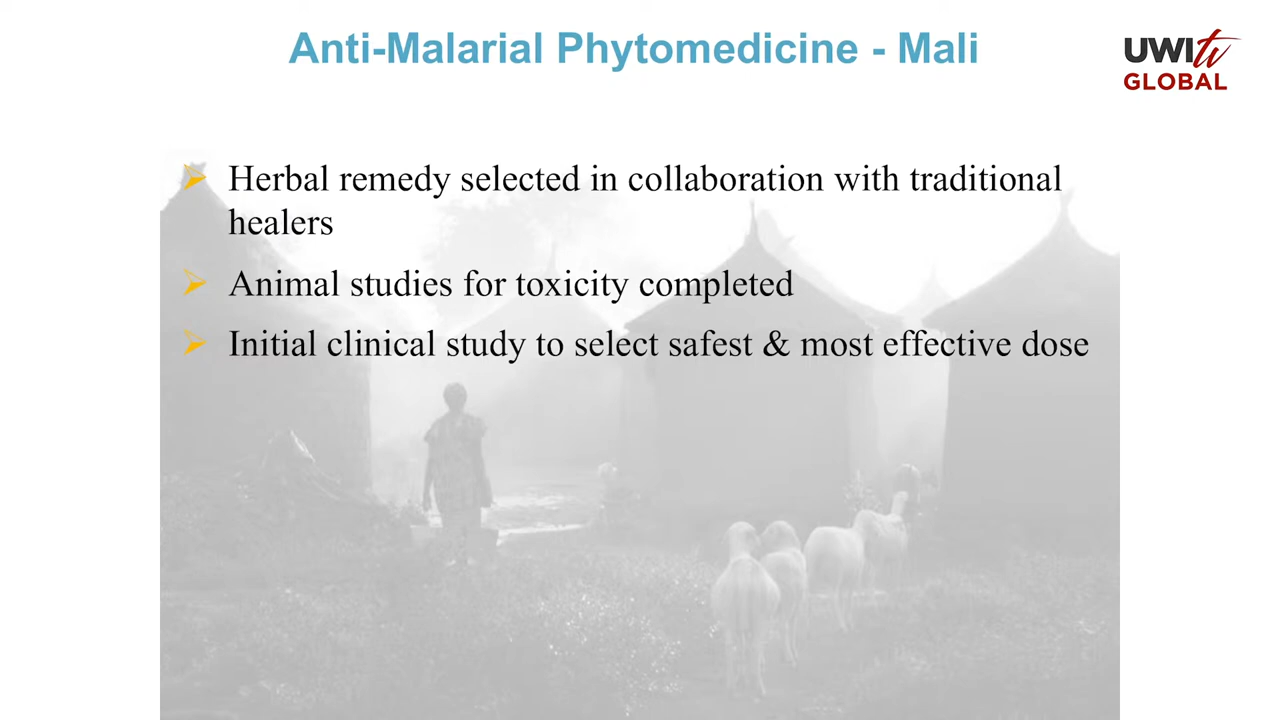 Anti-Malarial Phytomedicine - Mali
UWI tv
GLOBAL
Herbal remedy selected in collaboration with traditional
healers
Animal studies for toxicity completed
Initial clinical study to select safest & most effective dose